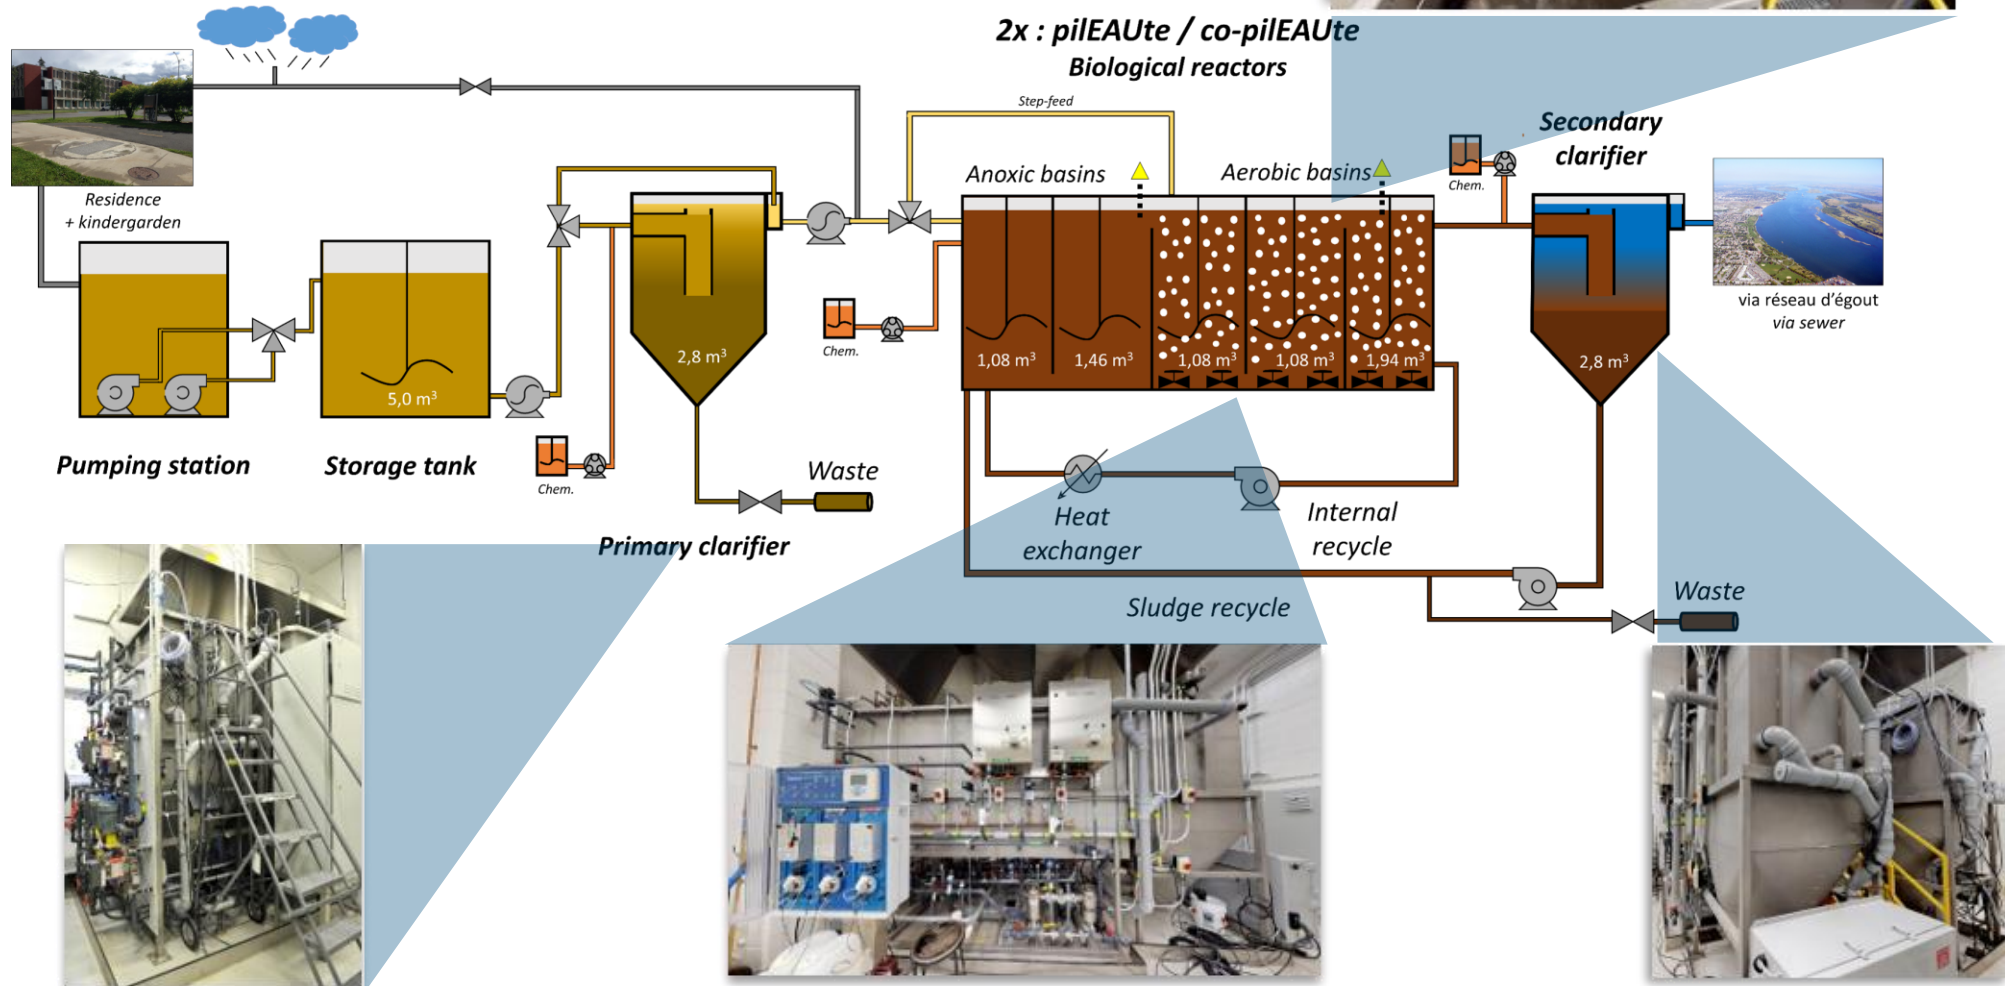 2x : pilEAUte / co-pilEAUte
Biological reactors
Step-feed
Secondary
clarifier
Anoxic basins
Aerobic basins
Chem.
Residence
+ kindergarden
via réseau d'égout
via sewer
Chem.
2,8 m³
1,08 m³
1,46 m³
1,08 m³
1,08 m³
1,94 m³
2,8 m³
5,0 m³
Pumping station
Storage tank
Chem.
Waste
Primary clarifier
Heat
exchanger
Internal
recycle
Sludge recycle
Waste